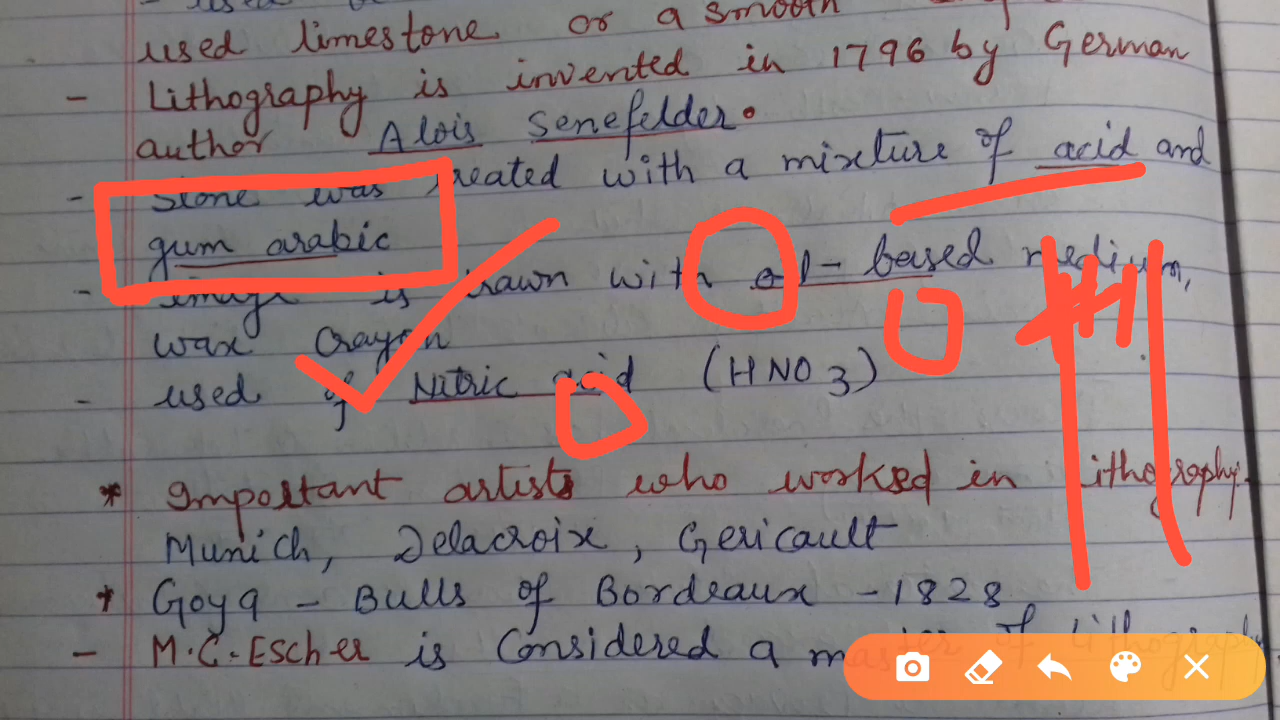 used limestone or a smooth
- Lithography is invented in 1796 by German
author Alois Senefelder.
- Stone was treated with a mixture of acid and
gum arabic
- Image is drawn with oil-based medium,
wax crayon
- used of Nitric acid (HNO3)
* Important artists who worked in Lithography.
Munich, Delacroix, Gericault
* Goya - Bulls of Bordeaux - 1828
- M.C. Escher is Considered a master of Lithography